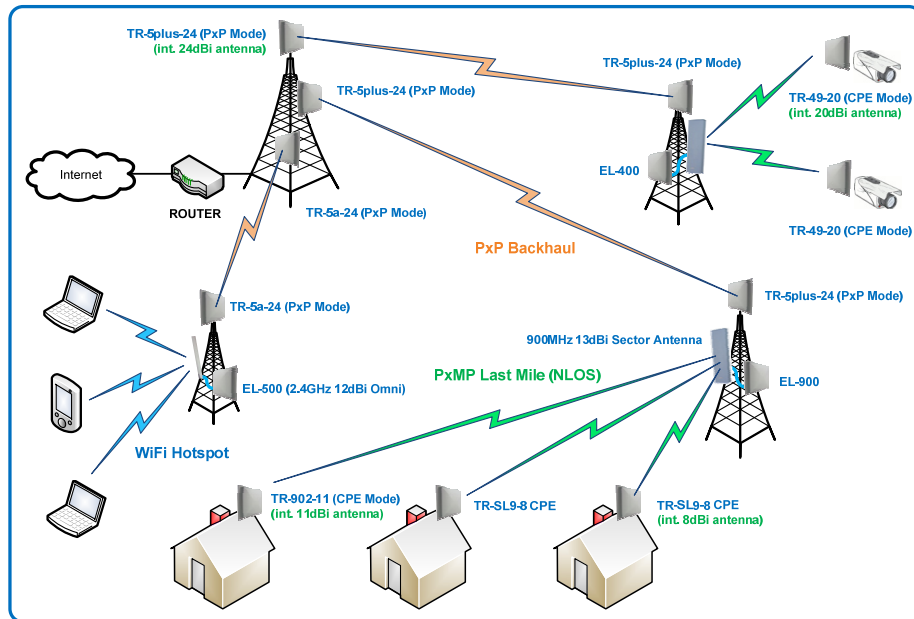 TR-5plus-24 (PxP Mode)
(int. 24dBi antenna)
TR-5plus-24 (PxP Mode)
TR-5plus-24 (PxP Mode)
TR-49-20 (CPE Mode)
(int. 20dBi antenna)
Internet
ROUTER
EL-400
TR-5a-24 (PxP Mode)
TR-49-20 (CPE Mode)
PxP Backhaul
TR-5plus-24 (PxP Mode)
TR-5a-24 (PxP Mode)
900MHz 13dBi Sector Antenna
PxMP Last Mile (NLOS)
EL-900
EL-500 (2.4GHz 12dBi Omni)
WiFi Hotspot
TR-902-11 (CPE Mode)
(int. 11dBi antenna)
TR-SL9-8 CPE
TR-SL9-8 CPE
(int. 8dBi antenna)